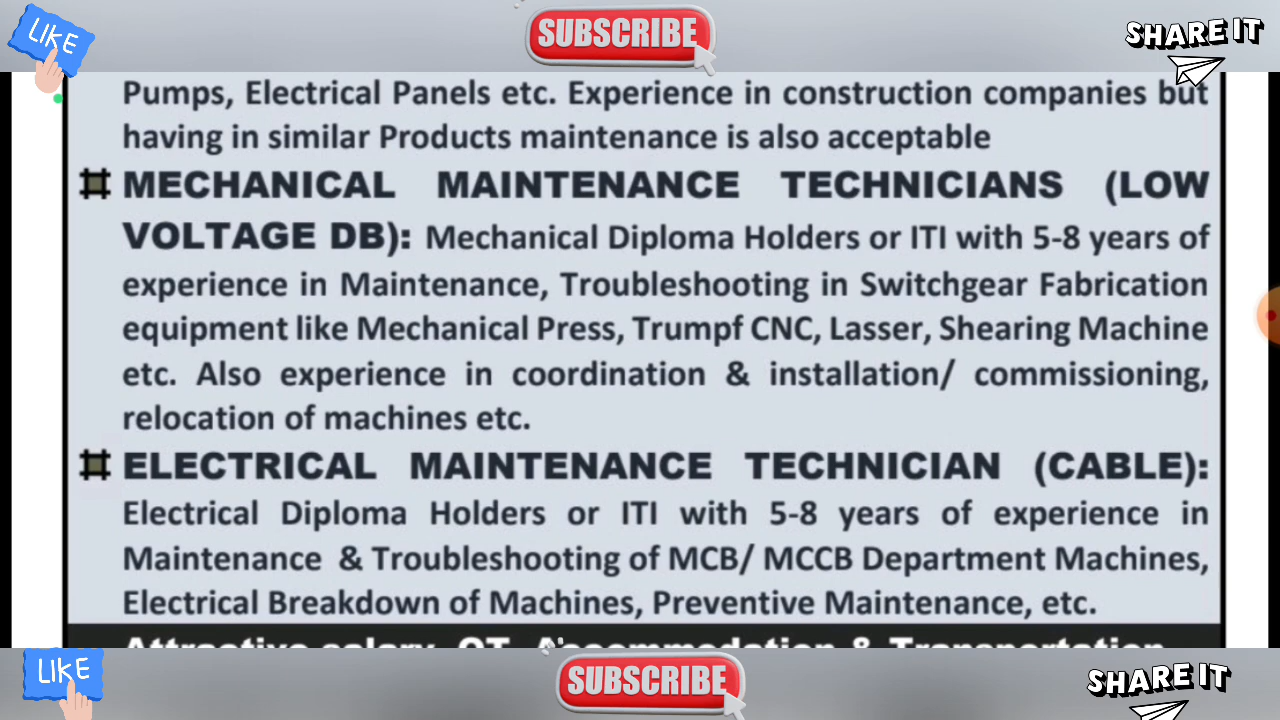 LIKE
SUBSCRIBE
SHARE IT
Pumps, Electrical Panels etc. Experience in construction companies but
having in similar Products maintenance is also acceptable
MECHANICAL MAINTENANCE TECHNICIANS (LOW
VOLTAGE DB): Mechanical Diploma Holders or ITI with 5-8 years of
experience in Maintenance, Troubleshooting in Switchgear Fabrication
equipment like Mechanical Press, Trumpf CNC, Lasser, Shearing Machine
etc. Also experience in coordination & installation/ commissioning,
relocation of machines etc.
ELECTRICAL MAINTENANCE TECHNICIAN (CABLE):
Electrical Diploma Holders or ITI with 5-8 years of experience in
Maintenance & Troubleshooting of MCB/ MCCB Department Machines,
Electrical Breakdown of Machines, Preventive Maintenance, etc.
Attractive salary, OT, Accommodation & Transportation
LIKE
SUBSCRIBE
SHARE IT